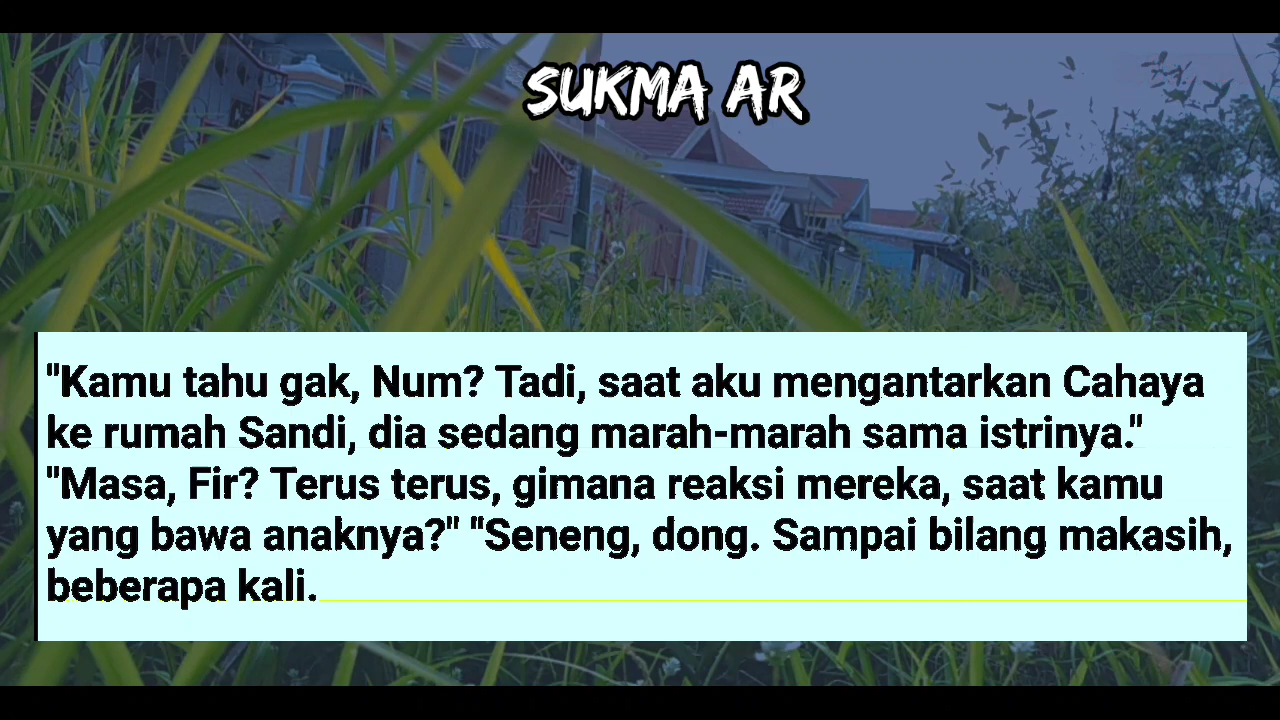 SUKMA AR
"Kamu tahu gak, Num? Tadi, saat aku mengantarkan Cahaya
ke rumah Sandi, dia sedang marah-marah sama istrinya."
"Masa, Fir? Terus terus, gimana reaksi mereka, saat kamu
yang bawa anaknya?" "Seneng, dong. Sampai bilang makasih,
beberapa kali.